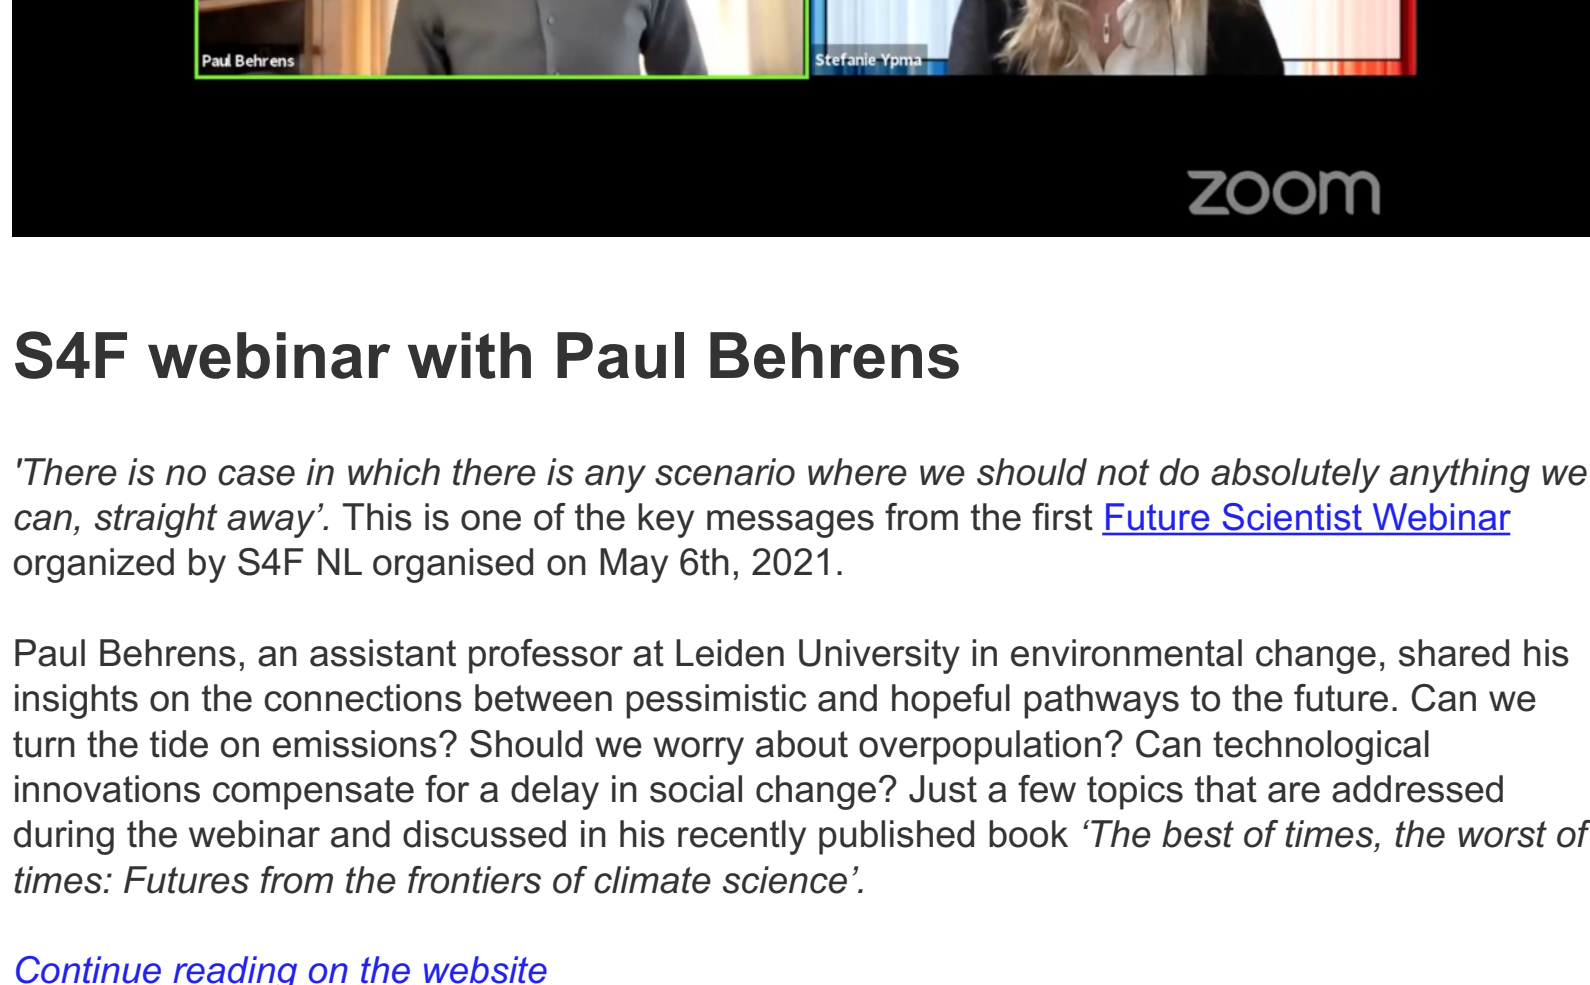 Paul Behrens
Stefanie Ypma
zoom
S4F webinar with Paul Behrens
'There is no case in which there is any scenario where we should not do absolutely anything we
can, straight away’. This is one of the key messages from the first Future Scientist Webinar
organized by S4F NL organised on May 6th, 2021.
Paul Behrens, an assistant professor at Leiden University in environmental change, shared his
insights on the connections between pessimistic and hopeful pathways to the future. Can we
turn the tide on emissions? Should we worry about overpopulation? Can technological
innovations compensate for a delay in social change? Just a few topics that are addressed
during the webinar and discussed in his recently published book ‘The best of times, the worst of
times: Futures from the frontiers of climate science’.
Continue reading on the website